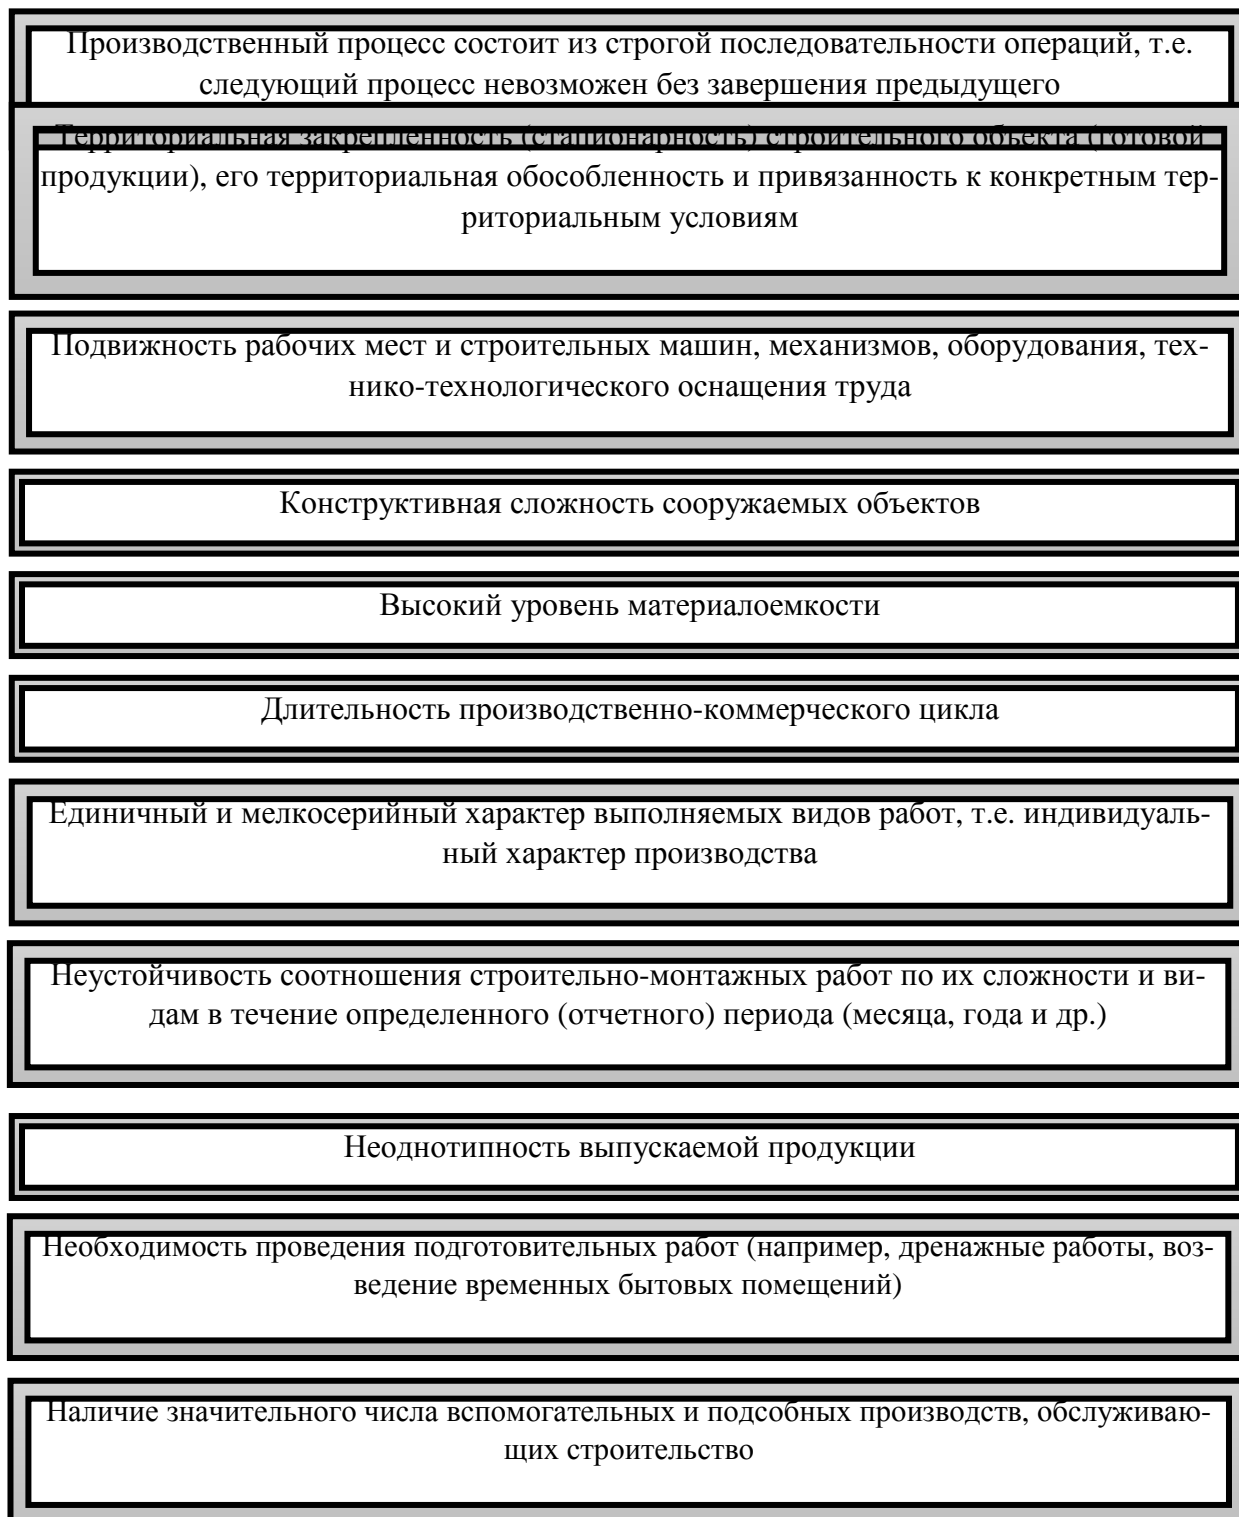 Производственный процесс состоит из строгой последовательности операций, т.е.
следующий процесс невозможен без завершения предыдущего
Территориальная закрепленность (стационарность) строительного объекта (готовой
продукции), его территориальная обособленность и привязанность к конкретным тер-
риториальным условиям
Подвижность рабочих мест и строительных машин, механизмов, оборудования, тех-
нико-технологического оснащения труда
Конструктивная сложность сооружаемых объектов
Высокий уровень материалоемкости
Длительность производственно-коммерческого цикла
Единичный и мелкосерийный характер выполняемых видов работ, т.е. индивидуаль-
ный характер производства
Неустойчивость соотношения строительно-монтажных работ по их сложности и ви-
дам в течение определенного (отчетного) периода (месяца, года и др.)
Неоднотипность выпускаемой продукции
Необходимость проведения подготовительных работ (например, дренажные работы, воз-
ведение временных бытовых помещений)
Наличие значительного числа вспомогательных и подсобных производств, обслуживаю-
щих строительство